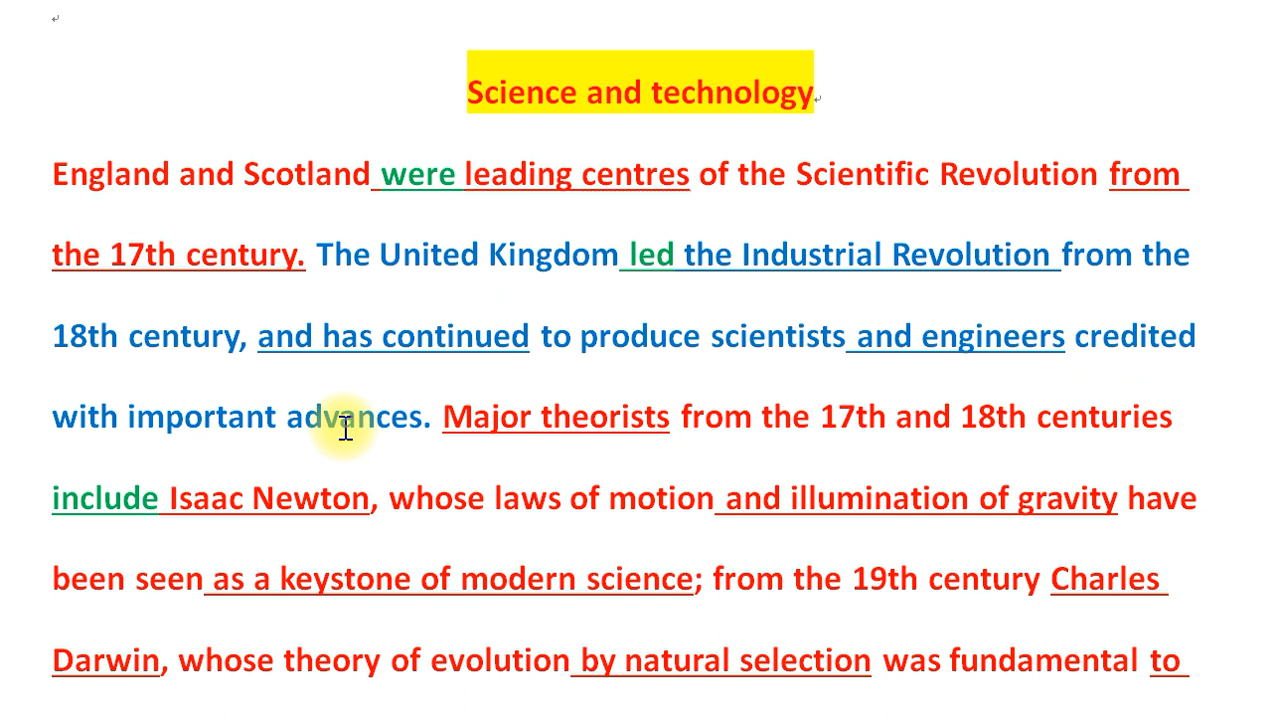 Science and technology
England and Scotland were leading centres of the Scientific Revolution from
the 17th century. The United Kingdom led the Industrial Revolution from the
18th century, and has continued to produce scientists and engineers credited
with important advances. Major theorists from the 17th and 18th centuries
include Isaac Newton, whose laws of motion and illumination of gravity have
been seen as a keystone of modern science; from the 19th century Charles
Darwin, whose theory of evolution by natural selection was fundamental to